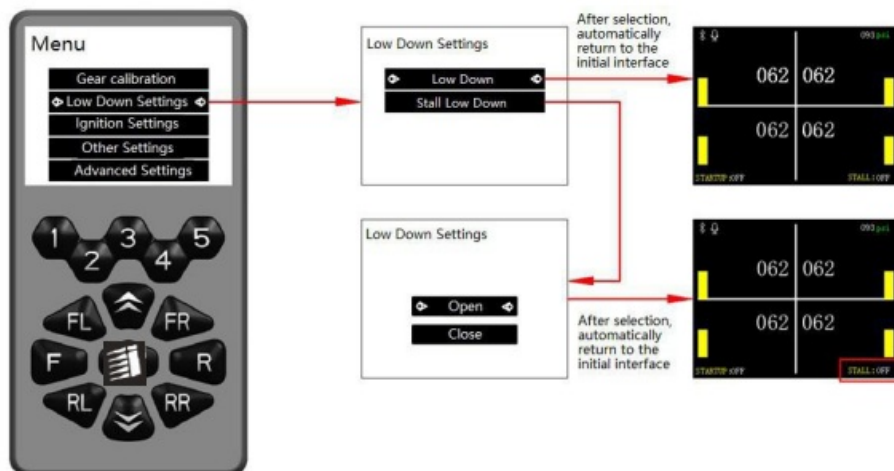 Menu
Gear calibration
Low Down Settings
Ignition Settings
Other Settings
Advanced Settings
1
2
3
4
5
FL
FR
F
R
RL
RR
Low Down Settings
Low Down
Stall Low Down
After selection,
automatically
return to the
initial interface
093 psi
062 062
062 062
STARTUP:OFF STALL:OFF
Low Down Settings
Open
Close
After selection,
automatically
return to the
initial interface
093 psi
062 062
062 062
STARTUP:OFF STALL:OFF